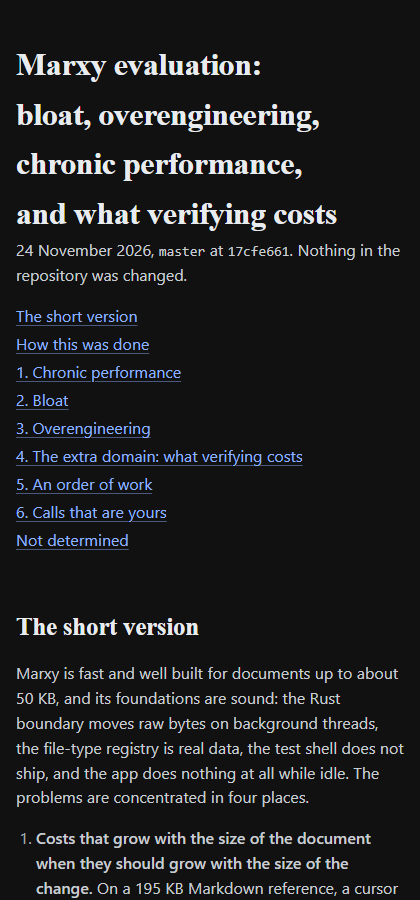 Marxy evaluation:
bloat, overengineering,
chronic performance,
and what verifying costs
24 November 2026, master at 17cfe661. Nothing in the
repository was changed.
The short version
How this was done
1. Chronic performance
2. Bloat
3. Overengineering
4. The extra domain: what verifying costs
5. An order of work
6. Calls that are yours
Not determined
The short version
Marxy is fast and well built for documents up to about
50 KB, and its foundations are sound: the Rust
boundary moves raw bytes on background threads,
the file-type registry is real data, the test shell does not
ship, and the app does nothing at all while idle. The
problems are concentrated in four places.
1. Costs that grow with the size of the document
when they should grow with the size of the
change. On a 195 KB Markdown reference, a cursor